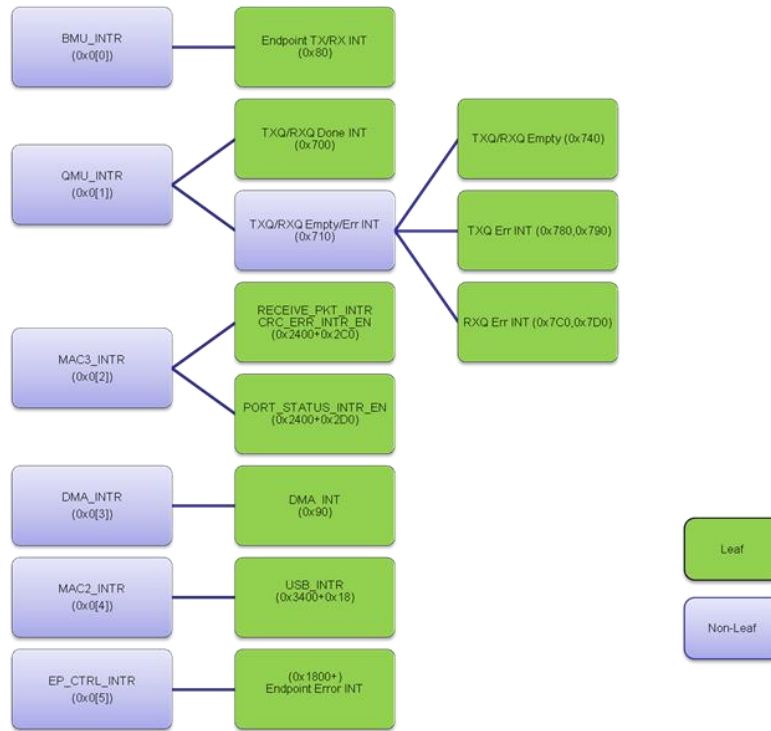 BMU_INTR
(0x0[0])
Endpoint TX/RX INT
(0x80)
QMU_INTR
(0x0[1])
TXQ/RXQ Done INT
(0x700)
TXQ/RXQ Empty/Err INT
(0x710)
TXQ/RXQ Empty (0x740)
TXQ Err INT (0x780,0x790)
RXQ Err INT (0x7C0,0x7D0)
MAC3_INTR
(0x0[2])
RECEIVE_PKT_INTR
CRC_ERR_INTR_EN
(0x2400+0x2C0)
PORT_STATUS_INTR_EN
(0x2400+0x2D0)
DMA_INTR
(0x0[3])
DMA INT
(0x90)
MAC2_INTR
(0x0[4])
USB_INTR
(0x3400+0x18)
EP_CTRL_INTR
(0x0[5])
(0x1800+)
Endpoint Error INT
Leaf
Non-Leaf